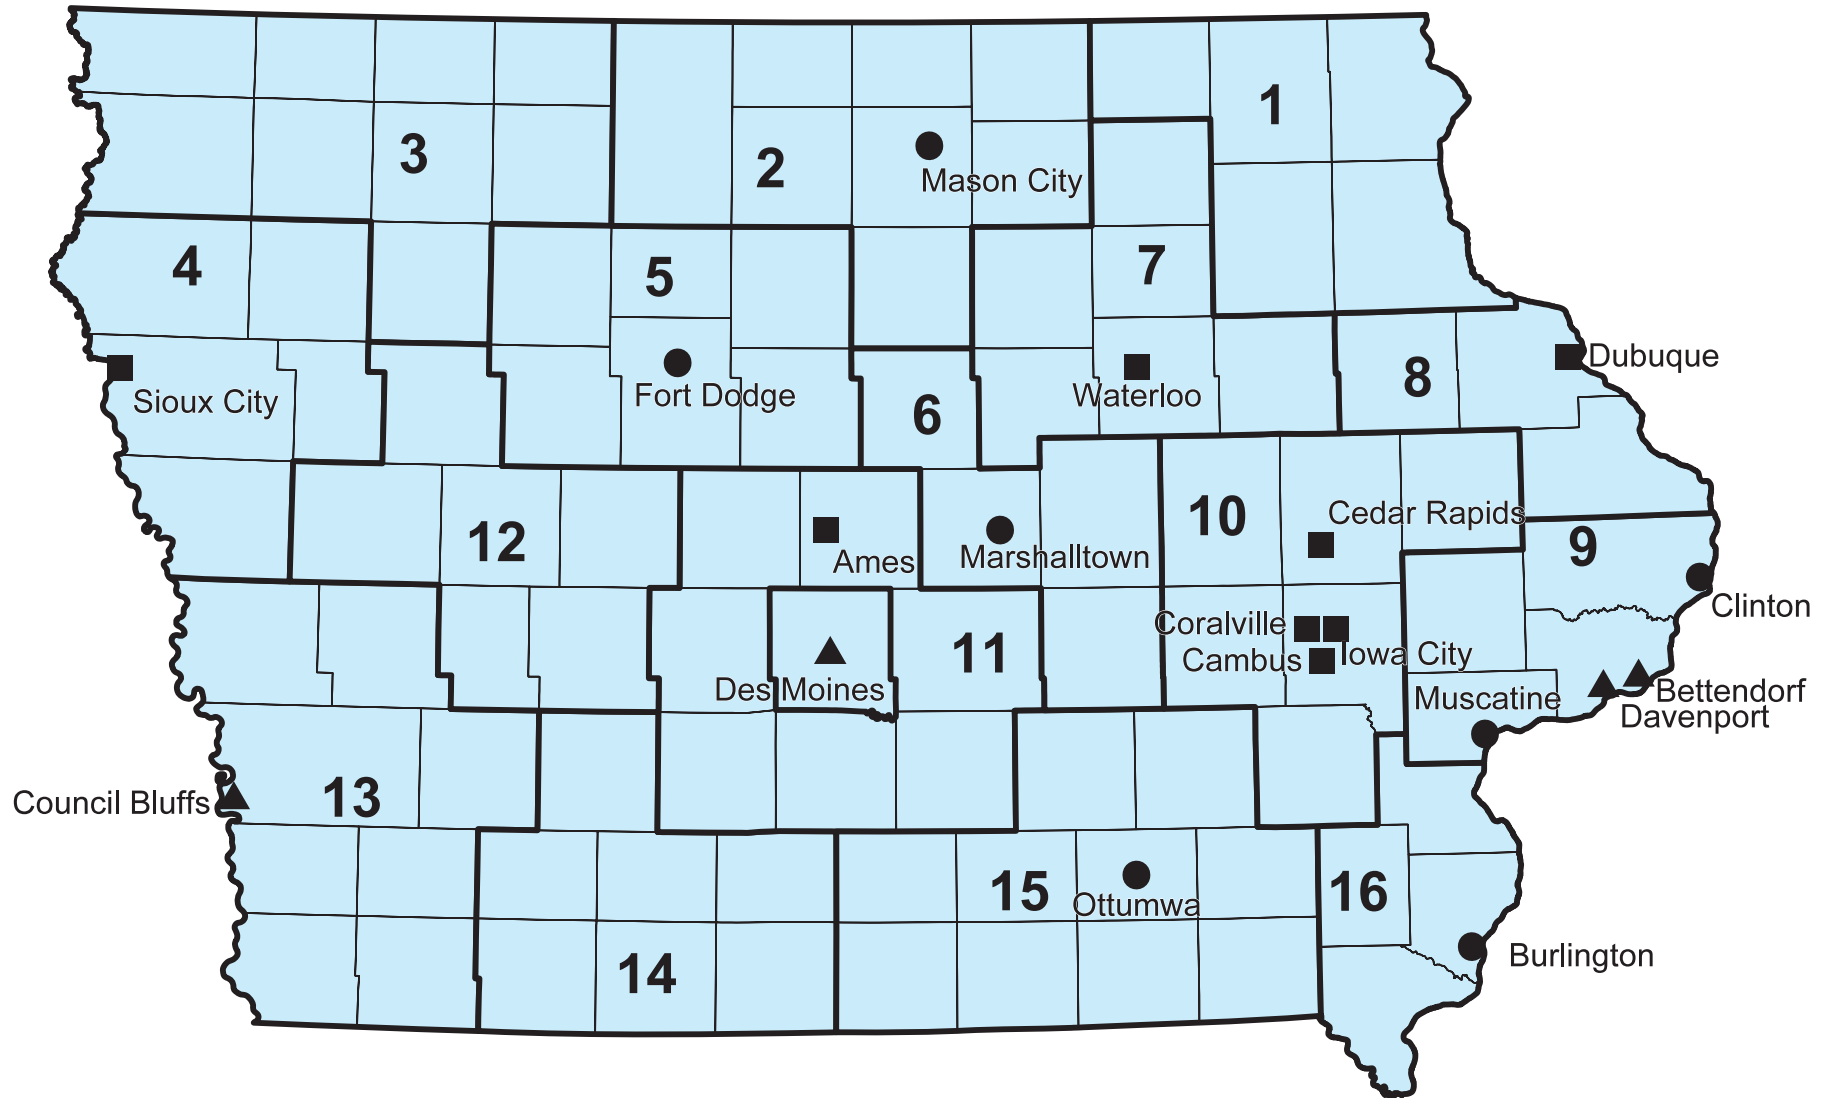 1
3
2
Mason City
4
5
7
Dubuque
8
Sioux City
Fort Dodge
Waterloo
6
Cedar Rapids
10
12
9
Ames
Marshalltown
Clinton
Coralville
11
Iowa City
Cambus
Des Moines
Muscatine
Bettendorf
Davenport
13
Council Bluffs
15
16
Ottumwa
Burlington
14